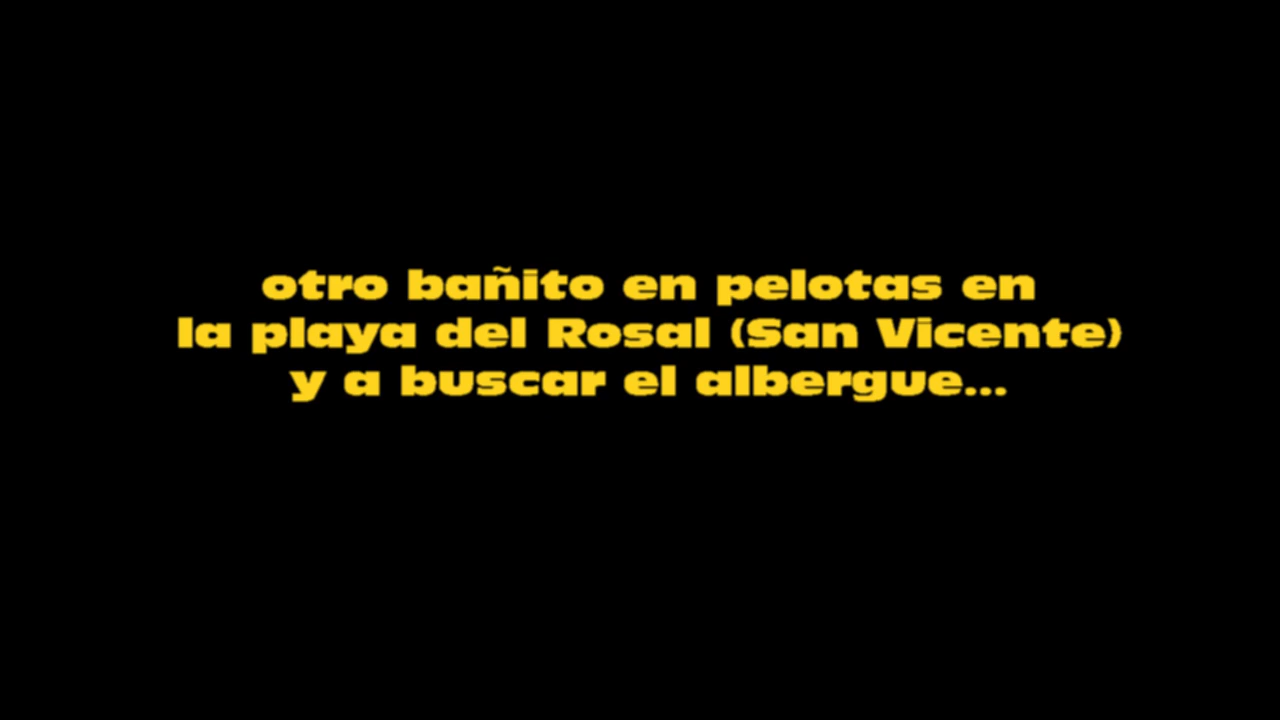 otro bañito en pelotas en
la playa del Rosal (San Vicente)
y a buscar el albergue...